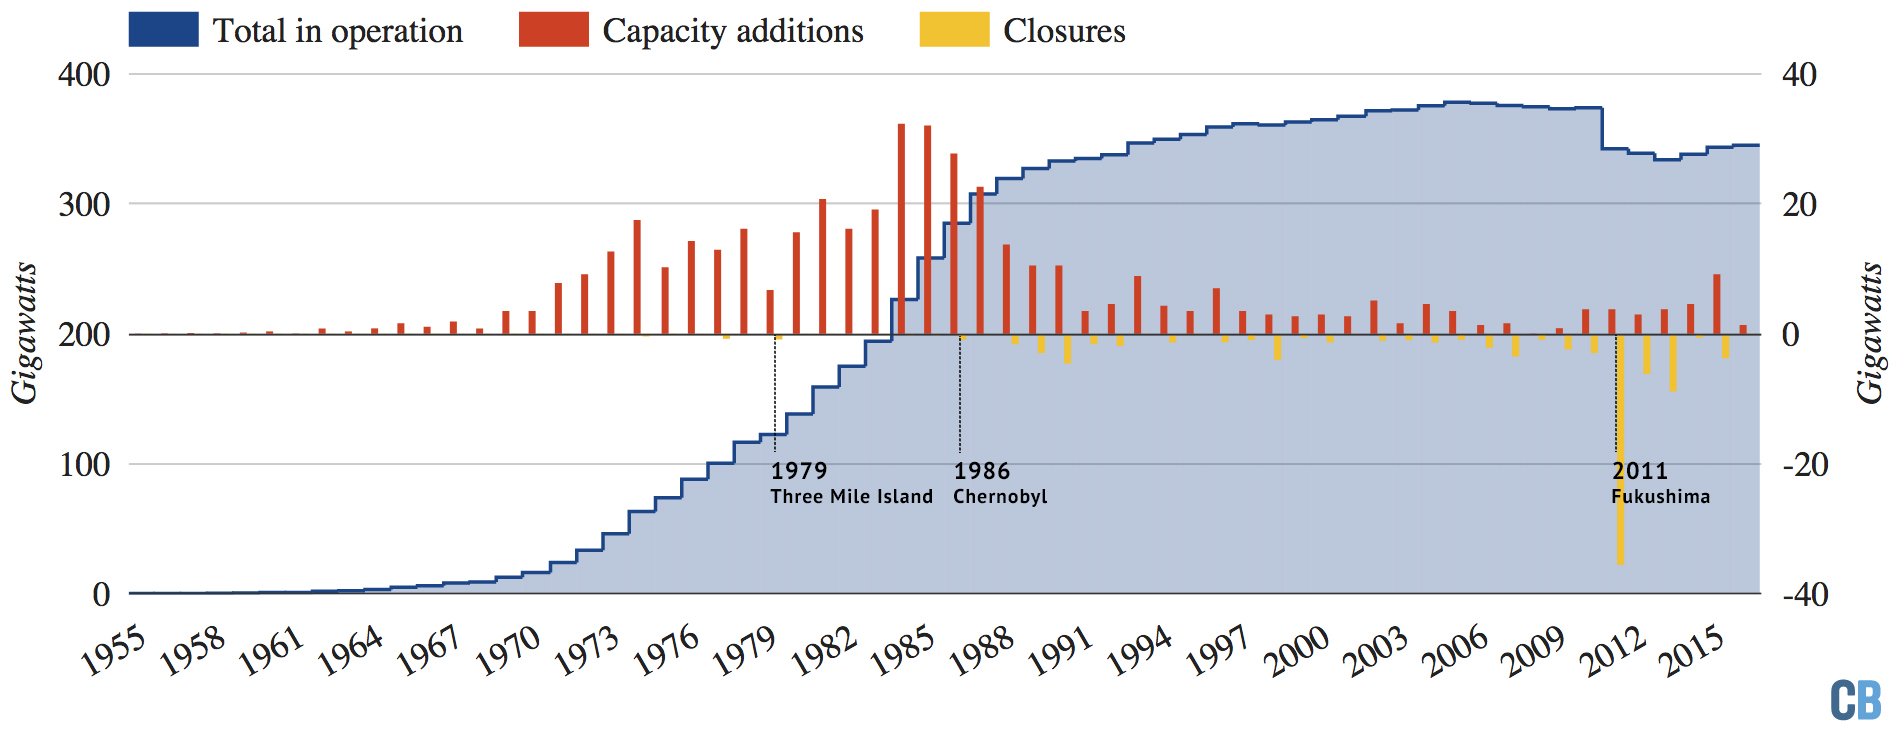 Total in operation Capacity additions Closures
400 40
300 20
200 0
100 -20
0 -40
Gigawatts
Gigawatts
1979
Three Mile Island
1986
Chernobyl
2011
Fukushima
1955 1958 1961 1964 1967 1970 1973 1976 1979 1982 1985 1988 1991 1994 1997 2000 2003 2006 2009 2012 2015
CB